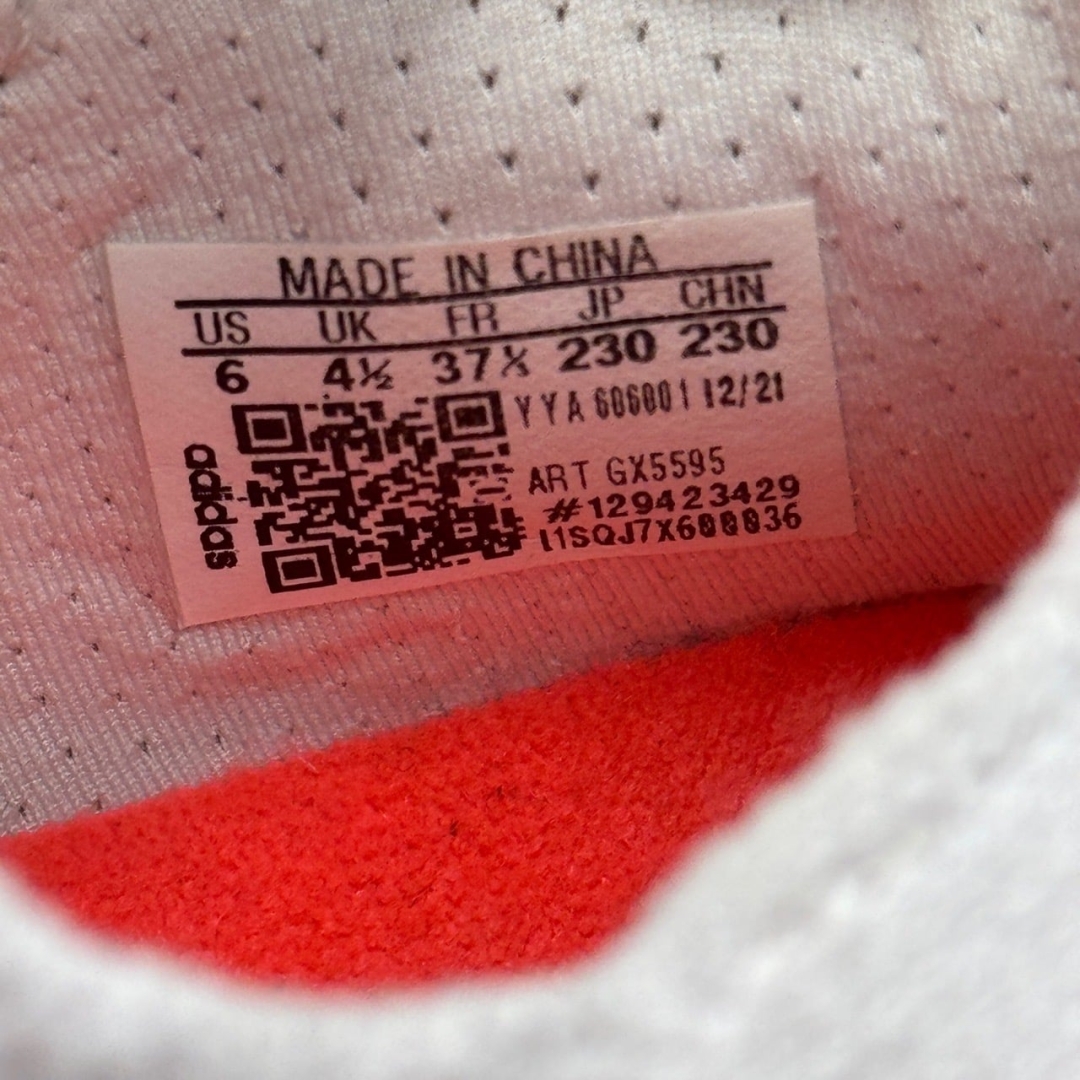 MADE IN CHINA
US UK FR JP CHN
6 4½ 37⅓ 230 230
YYA 606001 12/21
adidas
ART GX5595
#129423429
I1SQJ7X600036